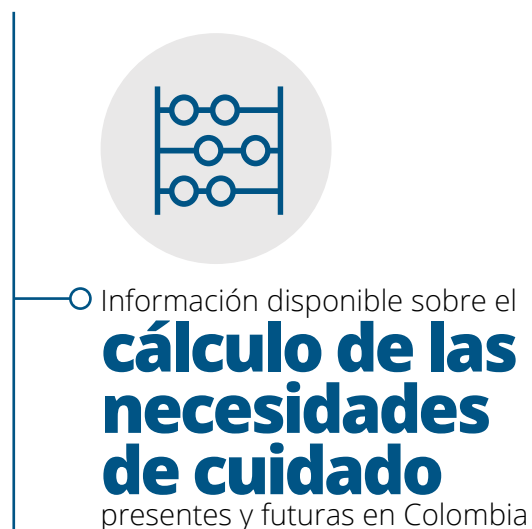 Información disponible sobre el
cálculo de las
necesidades
de cuidado
presentes y futuras en Colombia